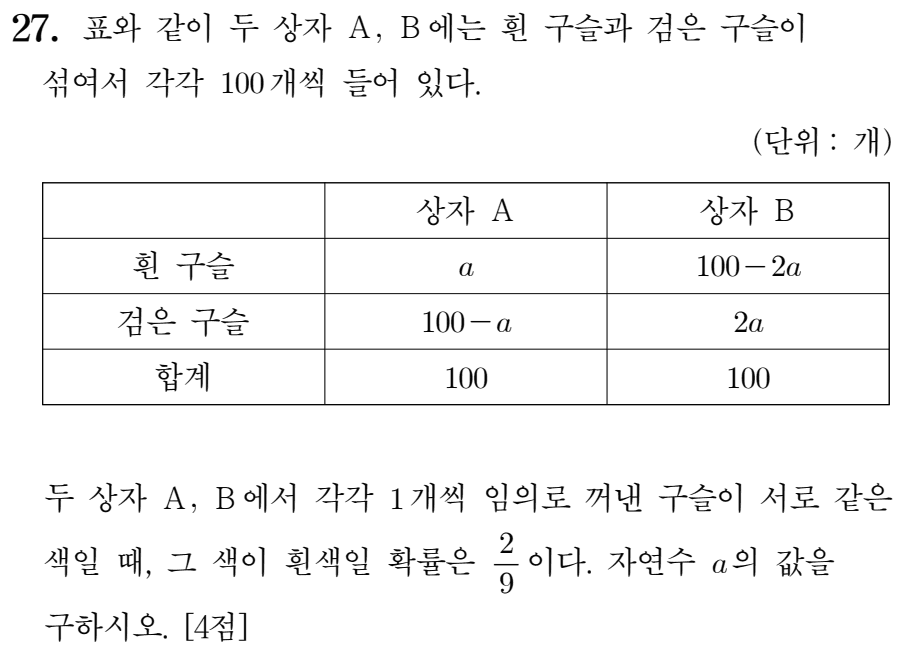 27. 표와 같이 두 상자 A, B에는 흰 구슬과 검은 구슬이
섞여서 각각 100개씩 들어 있다.
(단위 : 개)
상자 A 상자 B
흰 구슬 a 100-2a
검은 구슬 100-a 2a
합계 100 100
두 상자 A, B에서 각각 1개씩 임의로 꺼낸 구슬이 서로 같은
색일 때, 그 색이 흰색일 확률은 2/9 이다. 자연수 a의 값을
구하시오. [4점]